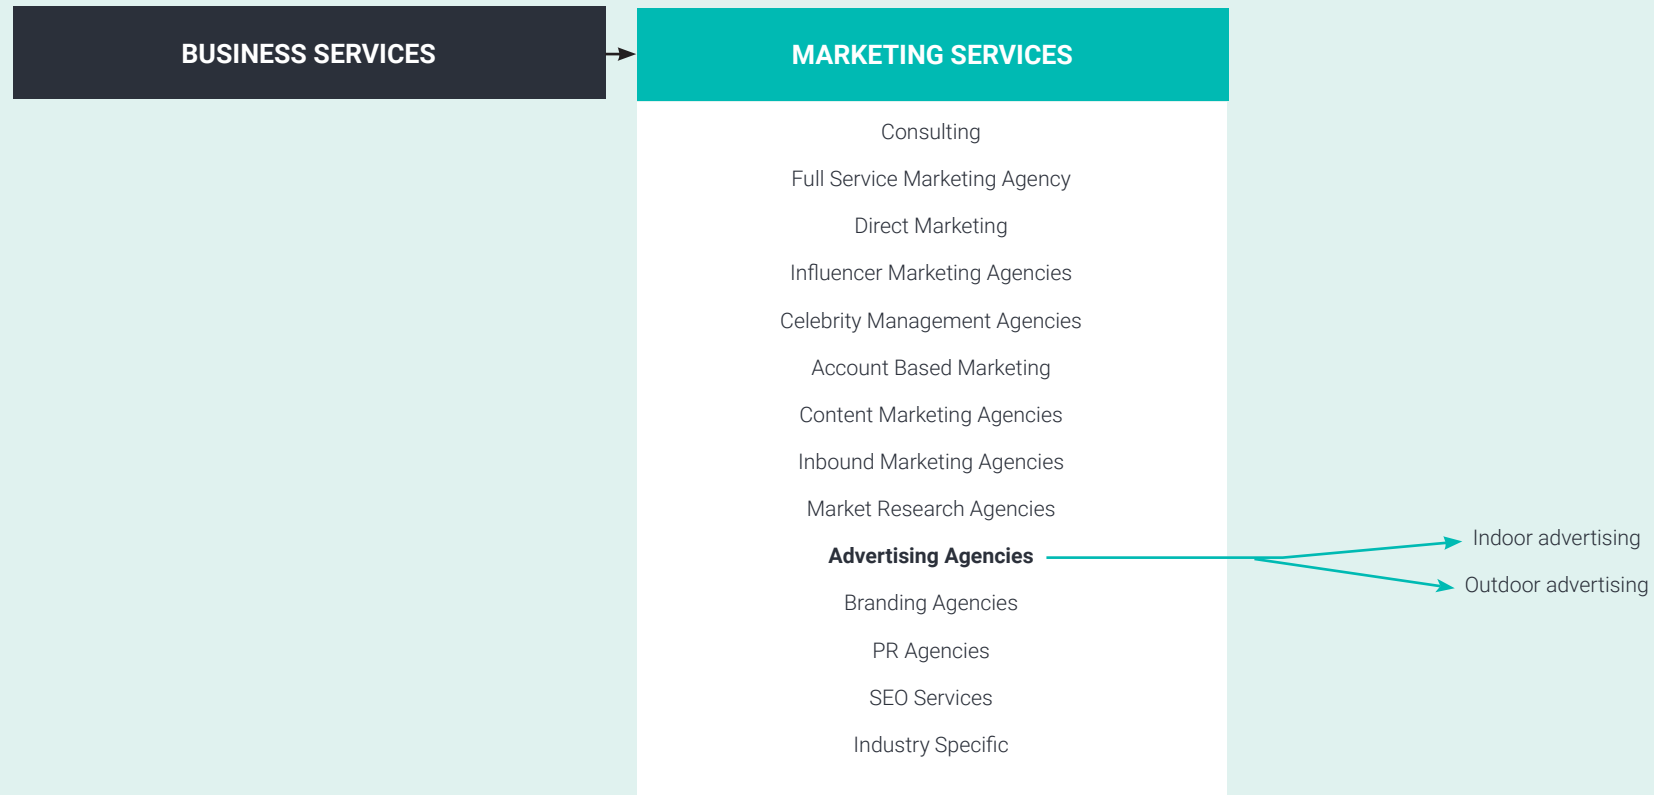 BUSINESS SERVICES
MARKETING SERVICES
Consulting
Full Service Marketing Agency
Direct Marketing
Influencer Marketing Agencies
Celebrity Management Agencies
Account Based Marketing
Content Marketing Agencies
Inbound Marketing Agencies
Market Research Agencies
Advertising Agencies
Indoor advertising
Outdoor advertising
Branding Agencies
PR Agencies
SEO Services
Industry Specific